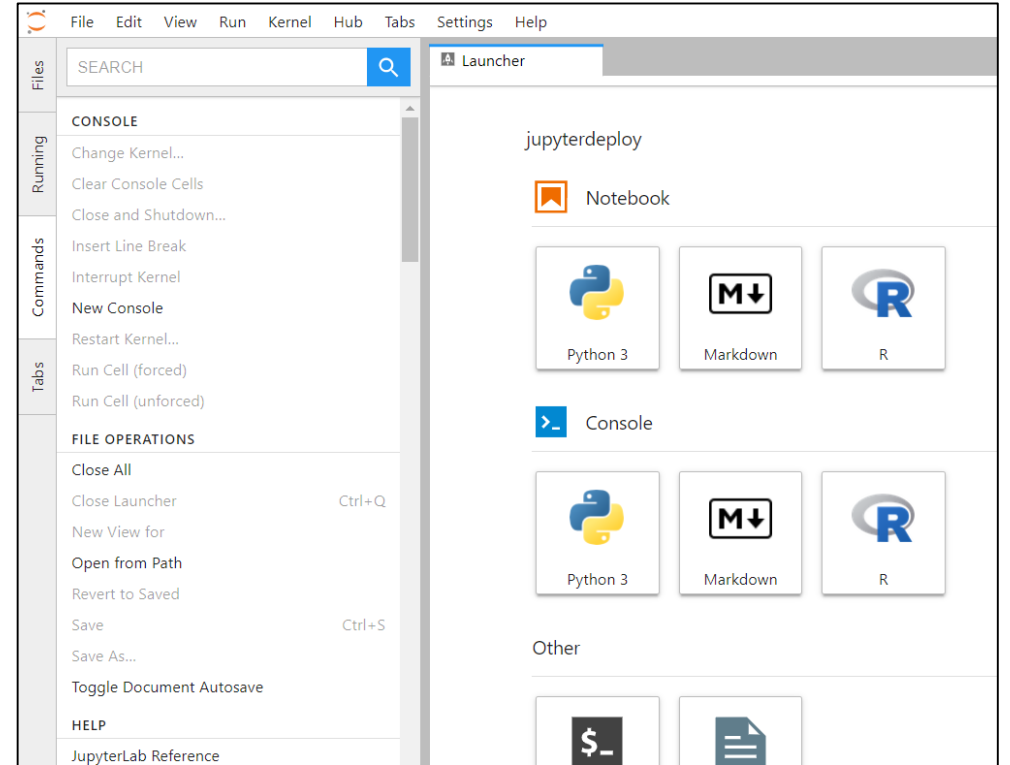 File Edit View Run Kernel Hub Tabs Settings Help
Files
Running
Commands
Tabs
SEARCH
CONSOLE
Change Kernel...
Clear Console Cells
Close and Shutdown...
Insert Line Break
Interrupt Kernel
New Console
Restart Kernel...
Run Cell (forced)
Run Cell (unforced)
FILE OPERATIONS
Close All
Close Launcher Ctrl+Q
New View for
Open from Path
Revert to Saved
Save Ctrl+S
Save As...
Toggle Document Autosave
HELP
JupyterLab Reference
Launcher
jupyterdeploy
Notebook
M
R
Python 3 Markdown R
>_ Console
M
R
Python 3 Markdown R
Other
$_